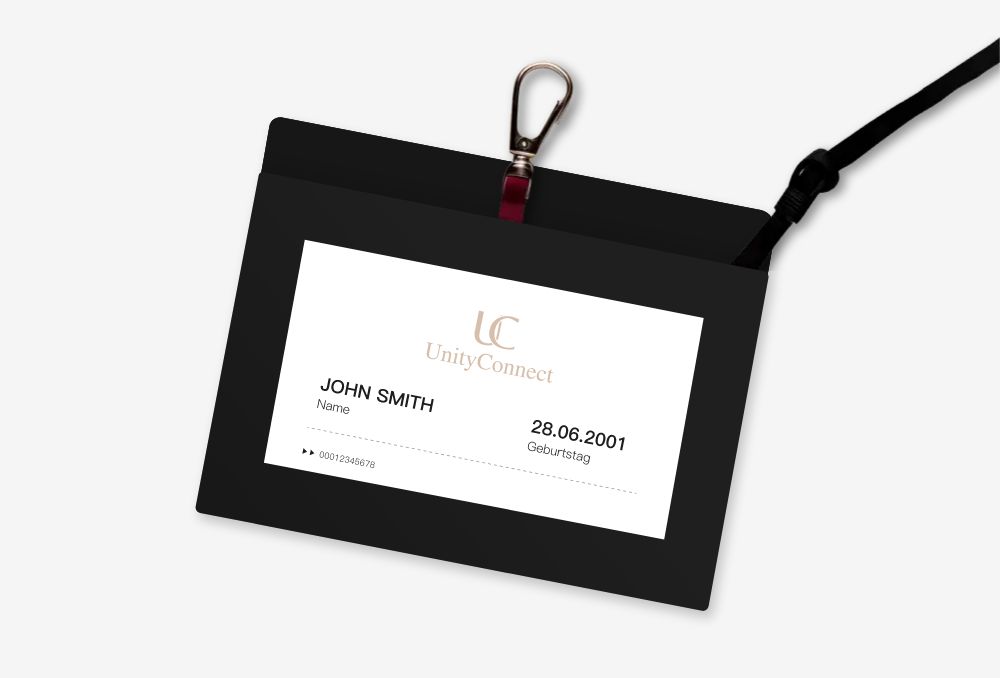 UC
UnityConnect
JOHN SMITH
Name
28.06.2001
Geburtstag
00012345678